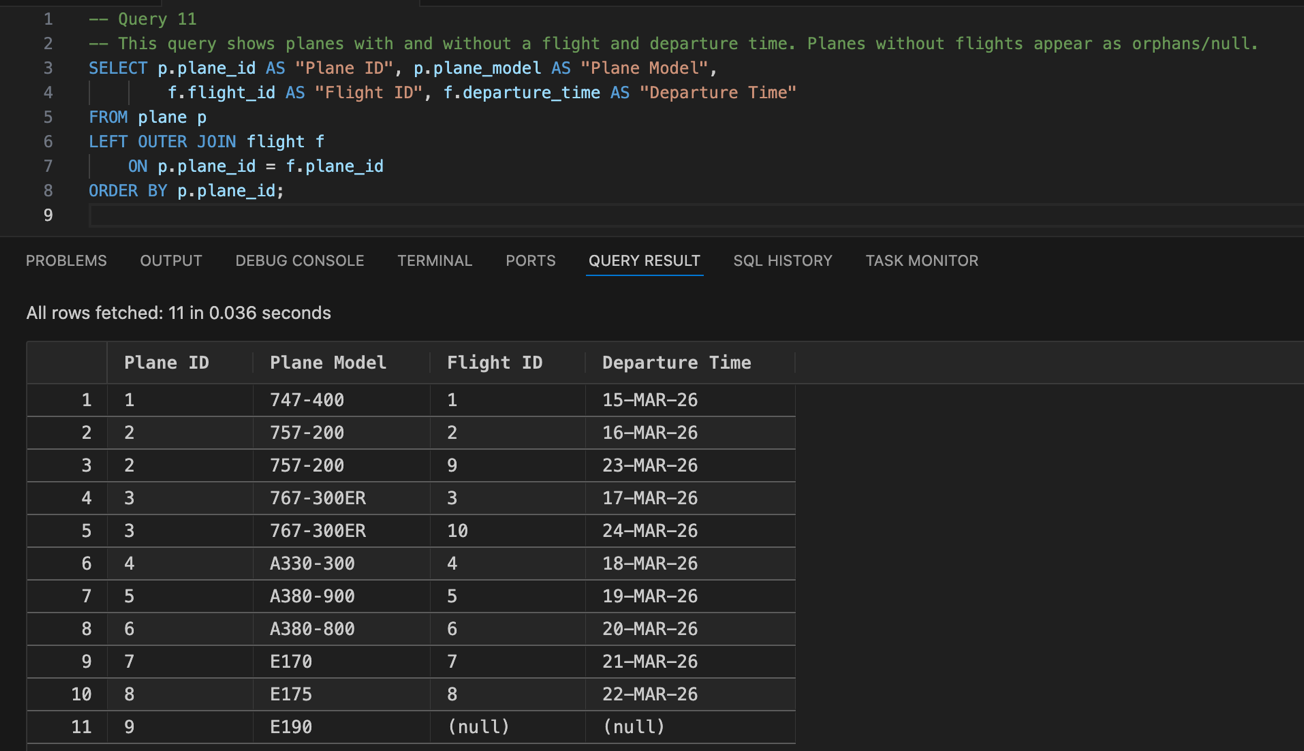 1 -- Query 11
2 -- This query shows planes with and without a flight and departure time. Planes without flights appear as orphans/null.
3 SELECT p.plane_id AS "Plane ID", p.plane_model AS "Plane Model",
4 f.flight_id AS "Flight ID", f.departure_time AS "Departure Time"
5 FROM plane p
6 LEFT OUTER JOIN flight f
7 ON p.plane_id = f.plane_id
8 ORDER BY p.plane_id;
9
PROBLEMS OUTPUT DEBUG CONSOLE TERMINAL PORTS QUERY RESULT SQL HISTORY TASK MONITOR
All rows fetched: 11 in 0.036 seconds
Plane ID Plane Model Flight ID Departure Time
1 1 747-400 1 15-MAR-26
2 2 757-200 2 16-MAR-26
3 2 757-200 9 23-MAR-26
4 3 767-300ER 3 17-MAR-26
5 3 767-300ER 10 24-MAR-26
6 4 A330-300 4 18-MAR-26
7 5 A380-900 5 19-MAR-26
8 6 A380-800 6 20-MAR-26
9 7 E170 7 21-MAR-26
10 8 E175 8 22-MAR-26
11 9 E190 (null) (null)